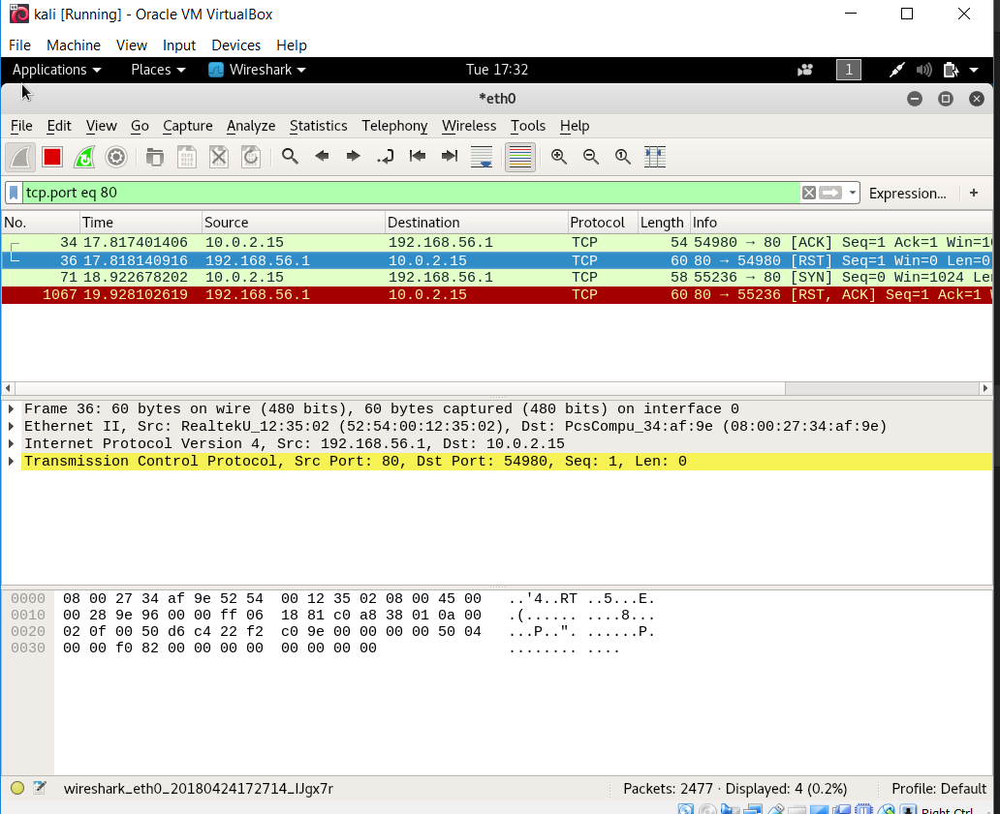 kali [Running] - Oracle VM VirtualBox
File Machine View Input Devices Help
Applications Places Wireshark Tue 17:32 1
*eth0
File Edit View Go Capture Analyze Statistics Telephony Wireless Tools Help
tcp.port eq 80 Expression... +
No. Time Source Destination Protocol Length Info
34 17.817401406 10.0.2.15 192.168.56.1 TCP 54 54980 → 80 [ACK] Seq=1 Ack=1
36 17.818140916 192.168.56.1 10.0.2.15 TCP 60 80 → 54980 [RST] Seq=1 Win=0 Len=0
71 18.922678202 10.0.2.15 192.168.56.1 TCP 58 55236 → 80 [SYN] Seq=0 Win=1024
1067 19.928102619 192.168.56.1 10.0.2.15 TCP 60 80 → 55236 [RST, ACK] Seq=1 Ack=1
Frame 36: 60 bytes on wire (480 bits), 60 bytes captured (480 bits) on interface 0
Ethernet II, Src: RealtekU_12:35:02 (52:54:00:12:35:02), Dst: PcsCompu_34:af:9e (08:00:27:34:af:9e)
Internet Protocol Version 4, Src: 192.168.56.1, Dst: 10.0.2.15
Transmission Control Protocol, Src Port: 80, Dst Port: 54980, Seq: 1, Len: 0
0000 08 00 27 34 af 9e 52 54 00 12 35 02 08 00 45 00 ..'4..RT ..5...E.
0010 00 28 9e 96 00 00 ff 06 18 81 c0 a8 38 01 0a 00 .(...... ....8...
0020 02 0f 00 50 d6 c4 22 f2 c0 9e 00 00 00 00 50 04 ...P..". ......P.
0030 00 00 f0 82 00 00 00 00 00 00 00 00 ........ ....
wireshark_eth0_20180424172714_lJgx7r Packets: 2477 · Displayed: 4 (0.2%) Profile: Default
Right Ctrl